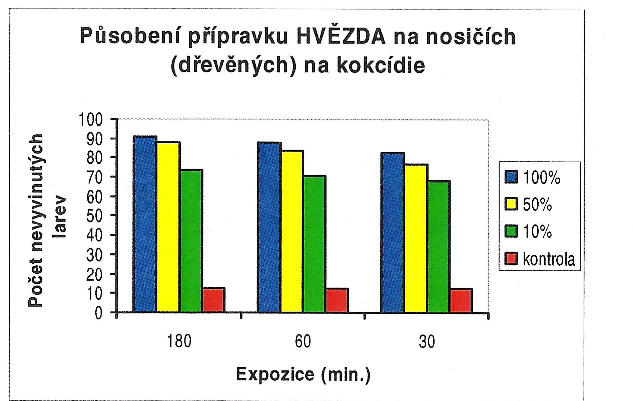 Působení přípravku HVĚZDA na nosičích
(dřevěných) na kokcídie
Počet nevyvinutých
larev
100
90
80
70
60
50
40
30
20
10
0
180
60
30
Expozice (min.)
100%
50%
10%
kontrola